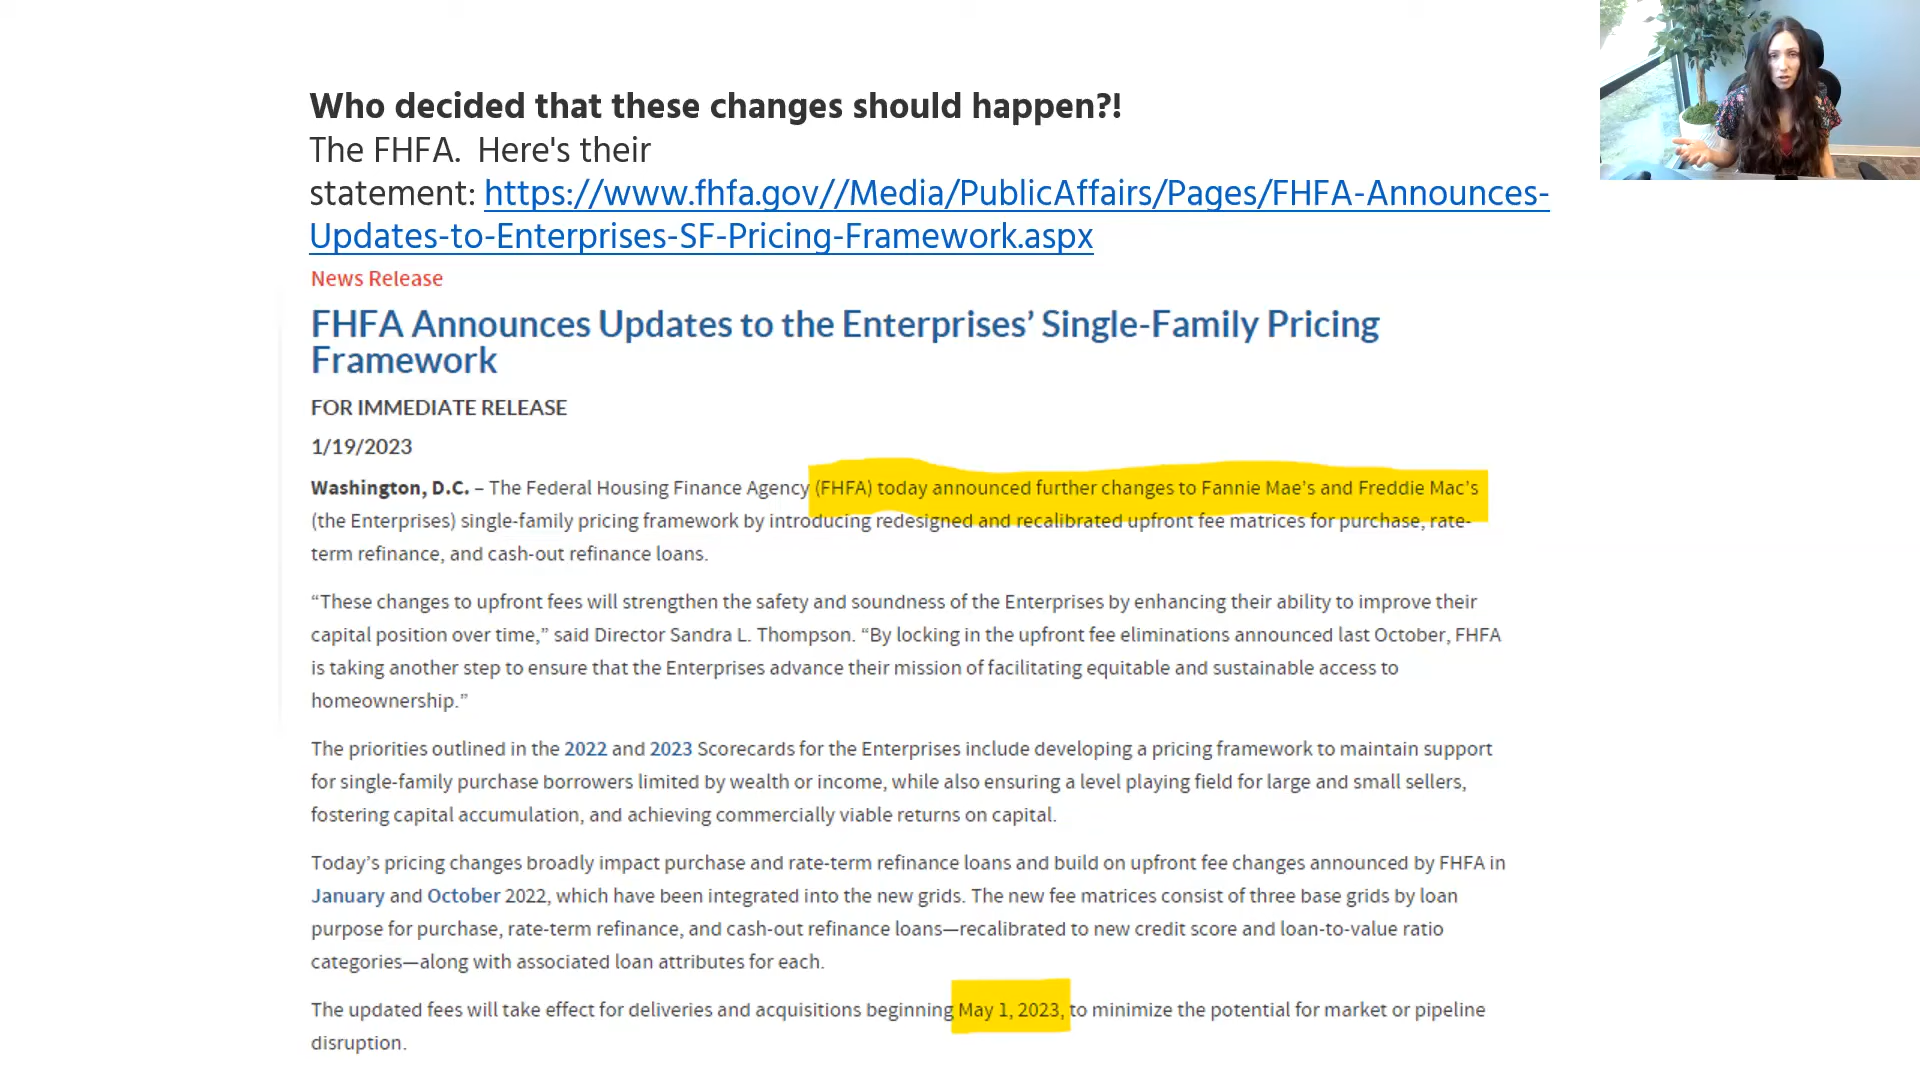 Who decided that these changes should happen?!
The FHFA.  Here's their
statement: https://www.fhfa.gov//Media/PublicAffairs/Pages/FHFA-Announces-
Updates-to-Enterprises-SF-Pricing-Framework.aspx
News Release
FHFA Announces Updates to the Enterprises’ Single-Family Pricing
Framework
FOR IMMEDIATE RELEASE
1/19/2023
Washington, D.C. – The Federal Housing Finance Agency (FHFA) today announced further changes to Fannie Mae’s and Freddie Mac’s
(the Enterprises) single-family pricing framework by introducing redesigned and recalibrated upfront fee matrices for purchase, rate-
term refinance, and cash-out refinance loans.
“These changes to upfront fees will strengthen the safety and soundness of the Enterprises by enhancing their ability to improve their
capital position over time,” said Director Sandra L. Thompson. “By locking in the upfront fee eliminations announced last October, FHFA
is taking another step to ensure that the Enterprises advance their mission of facilitating equitable and sustainable access to
homeownership.”
The priorities outlined in the 2022 and 2023 Scorecards for the Enterprises include developing a pricing framework to maintain support
for single-family purchase borrowers limited by wealth or income, while also ensuring a level playing field for large and small sellers,
fostering capital accumulation, and achieving commercially viable returns on capital.
Today’s pricing changes broadly impact purchase and rate-term refinance loans and build on upfront fee changes announced by FHFA in
January and October 2022, which have been integrated into the new grids. The new fee matrices consist of three base grids by loan
purpose for purchase, rate-term refinance, and cash-out refinance loans—recalibrated to new credit score and loan-to-value ratio
categories—along with associated loan attributes for each.
The updated fees will take effect for deliveries and acquisitions beginning May 1, 2023, to minimize the potential for market or pipeline
disruption.